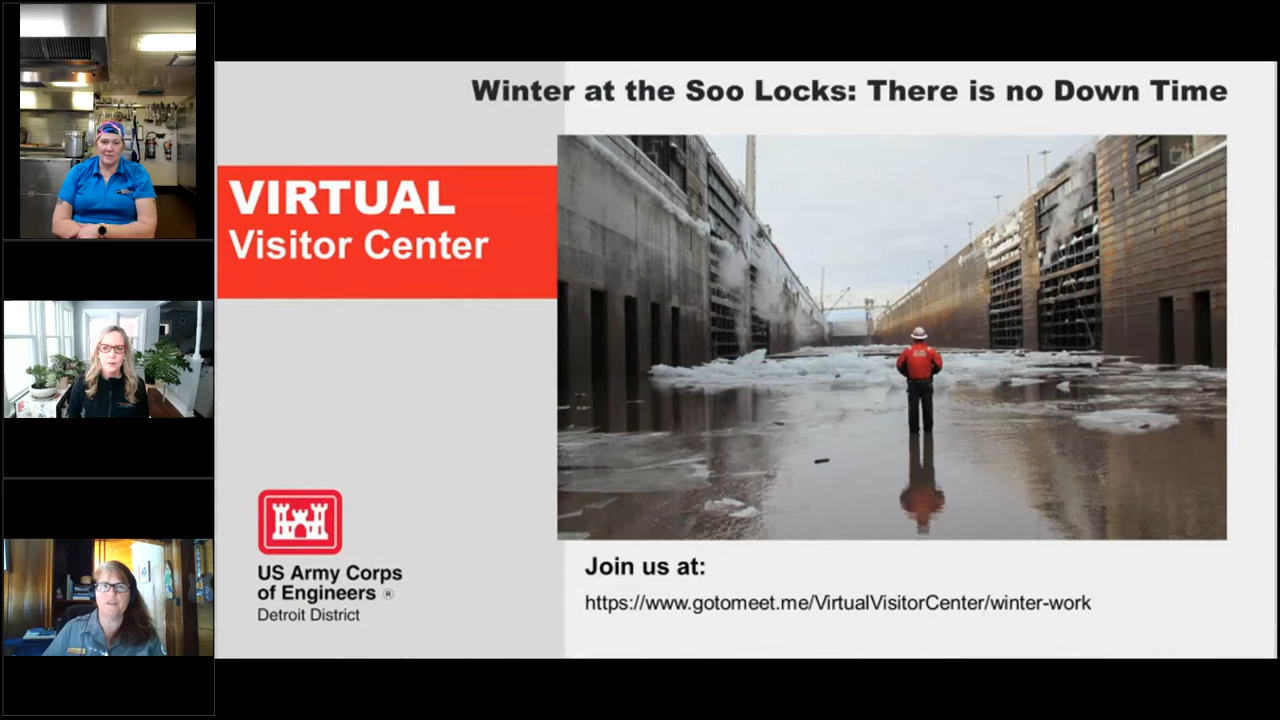 Winter at the Soo Locks: There is no Down Time
VIRTUAL
Visitor Center
US Army Corps
of Engineers ®
Detroit District
Join us at:
https://www.gotomeet.me/VirtualVisitorCenter/winter-work